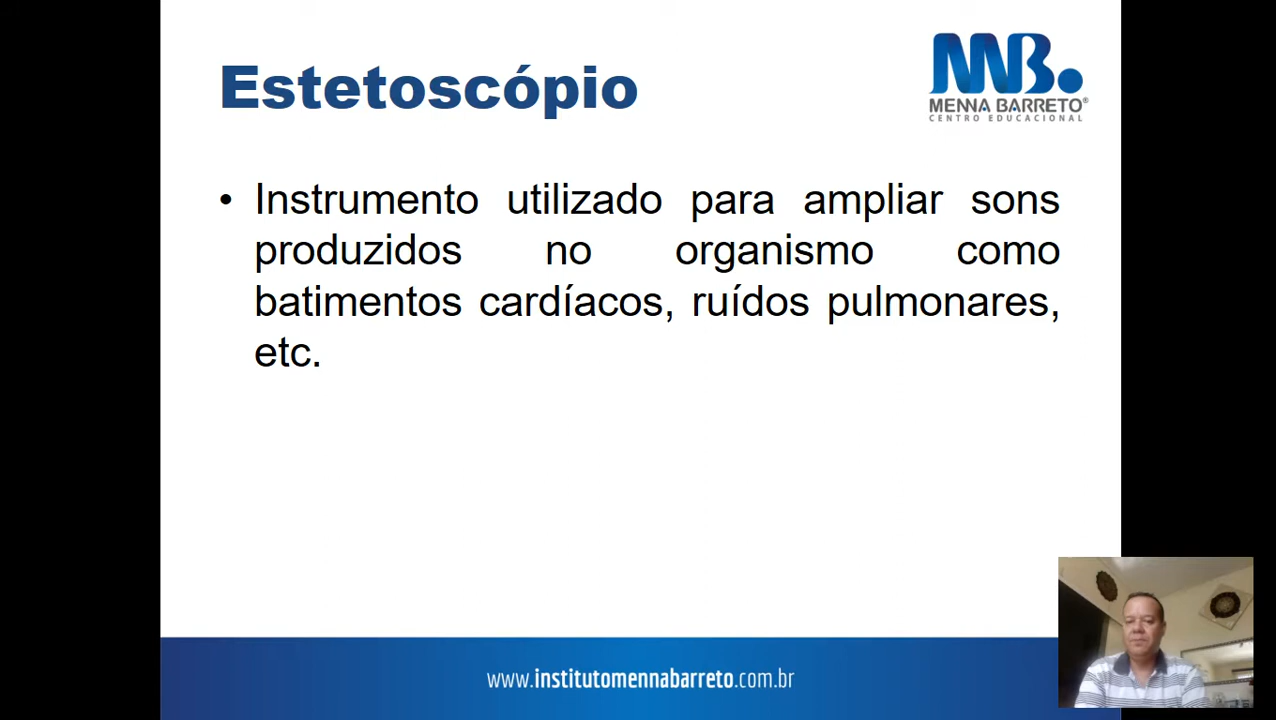 Estetoscópio
MENNA BARRETO®
CENTRO EDUCACIONAL
• Instrumento utilizado para ampliar sons
produzidos no organismo como
batimentos cardíacos, ruídos pulmonares,
etc.
www.institutomennabarreto.com.br